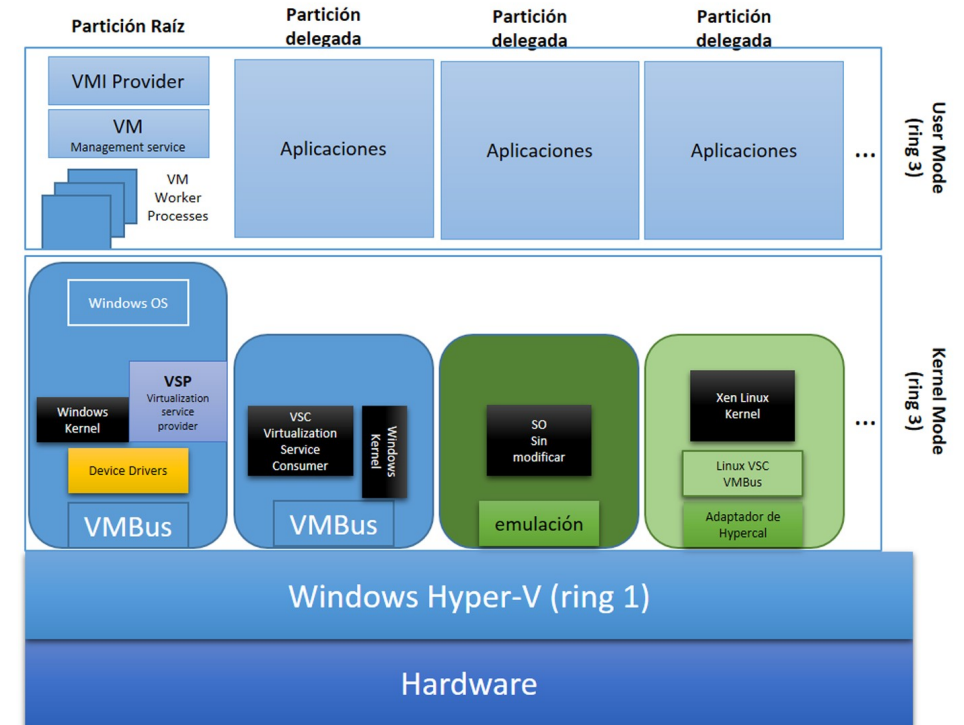 Partición Raíz
Partición
delegada
Partición
delegada
Partición
delegada
VMI Provider
VM
Management service
VM
Worker
Processes
Aplicaciones
Aplicaciones
Aplicaciones
...
User Mode
(ring 3)
Windows OS
VSP
Virtualization
service
provider
Windows
Kernel
Device Drivers
VMBus
VSC
Virtualization
Service
Consumer
Windows
Kernel
VMBus
SO
Sin
modificar
emulación
Xen Linux
Kernel
Linux VSC
VMBus
Adaptador de
Hypercal
...
Kernel Mode
(ring 3)
Windows Hyper-V (ring 1)
Hardware